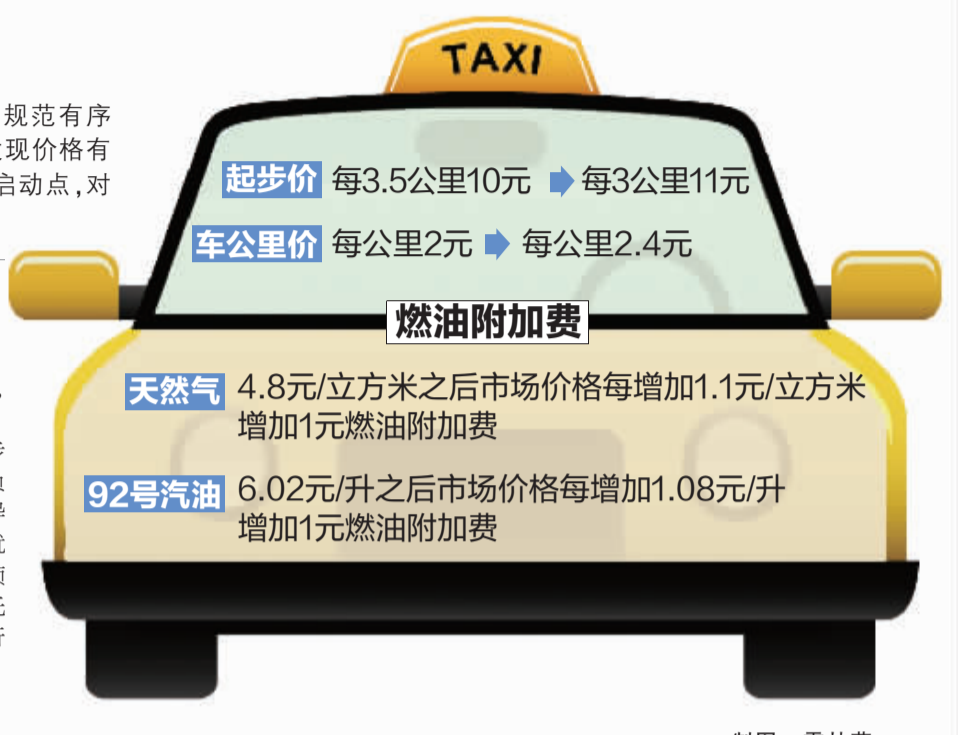 TAXI
规范有序
现价格有
启动点,对
起步价 每3.5公里10元 每3公里11元
车公里价 每公里2元 每公里2.4元
燃油附加费
天然气 4.8元/立方米之后市场价格每增加1.1元/立方米
增加1元燃油附加费
92号汽油 6.02元/升之后市场价格每增加1.08元/升
增加1元燃油附加费